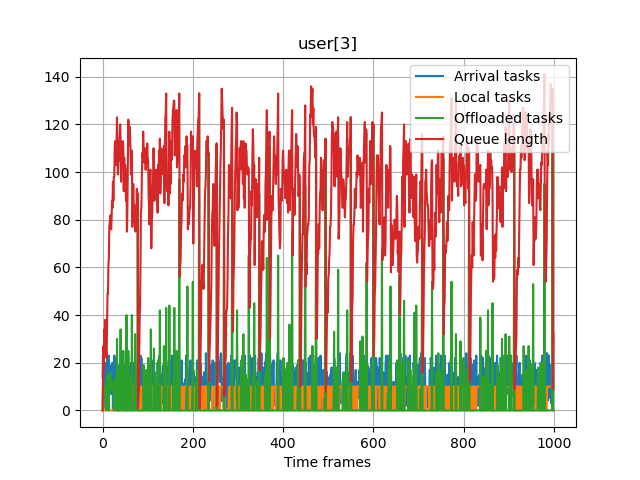 user[3]
140
120
100
80
60
40
20
0
Arrival tasks
Local tasks
Offloaded tasks
Queue length
0
200
400
600
800
1000
Time frames